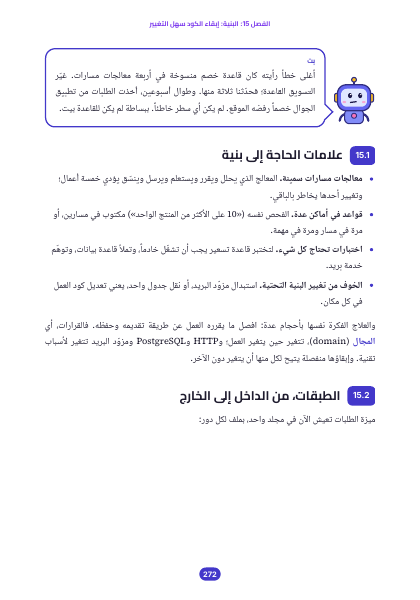 الفصل 15: البنية: إبقاء الكود سهل التغيير
بت
أغلى خطأ رأيته كان قاعدة خصم منسوخة في أربعة معالجات مسارات. غيّر
التسويق القاعدة؛ فحدّثنا ثلاثة منها. وطوال أسبوعين، أخذت الطلبات من تطبيق
الجوال خصماً رفضه الموقع. لم يكن أي سطر خاطئاً. ببساطة لم يكن للقاعدة بيت.
15.1 علامات الحاجة إلى بنية
• معالجات مسارات سمينة. المعالج الذي يحلل ويقرر ويستعلم ويرسل وينسّق يؤدي خمسة أعمال؛
وتغيير أحدها يخاطر بالباقي.
• قواعد في أماكن عدة. الفحص نفسه («10 على الأكثر من المنتج الواحد») مكتوب في مسارين، أو
مرة في مسار ومرة في مهمة.
• اختبارات تحتاج كل شيء. لتختبر قاعدة تسعير يجب أن تشغّل خادماً، وتملأ قاعدة بيانات، وتوهم
خدمة بريد.
• الخوف من تغيير البنية التحتية. استبدال مزوّد البريد، أو نقل جدول واحد، يعني تعديل كود العمل
في كل مكان.
والعلاج الفكرة نفسها بأحجام عدة: افصل ما يقرره العمل عن طريقة تقديمه وحفظه. فالقرارات، أي
المجال (domain)، تتغير حين يتغير العمل؛ وHTTP وPostgreSQL ومزوّد البريد تتغير لأسباب
تقنية. وإبقاؤها منفصلة يتيح لكل منها أن يتغير دون الآخر.
15.2 الطبقات، من الداخل إلى الخارج
ميزة الطلبات تعيش الآن في مجلد واحد، بملف لكل دور:
272